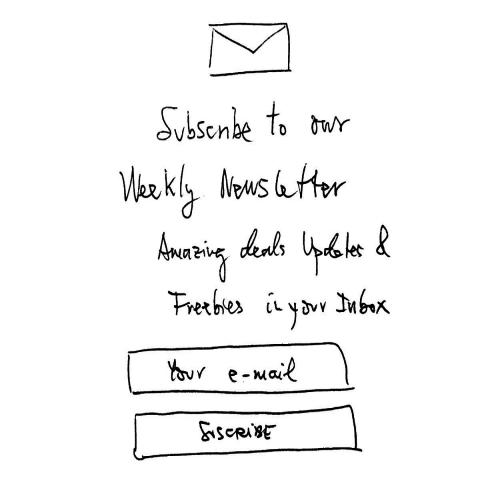 Subscribe to our
Weekly Newsletter
Amazing deals Updates &
Freebies in your Inbox
Your e-mail
SUSCRIBE